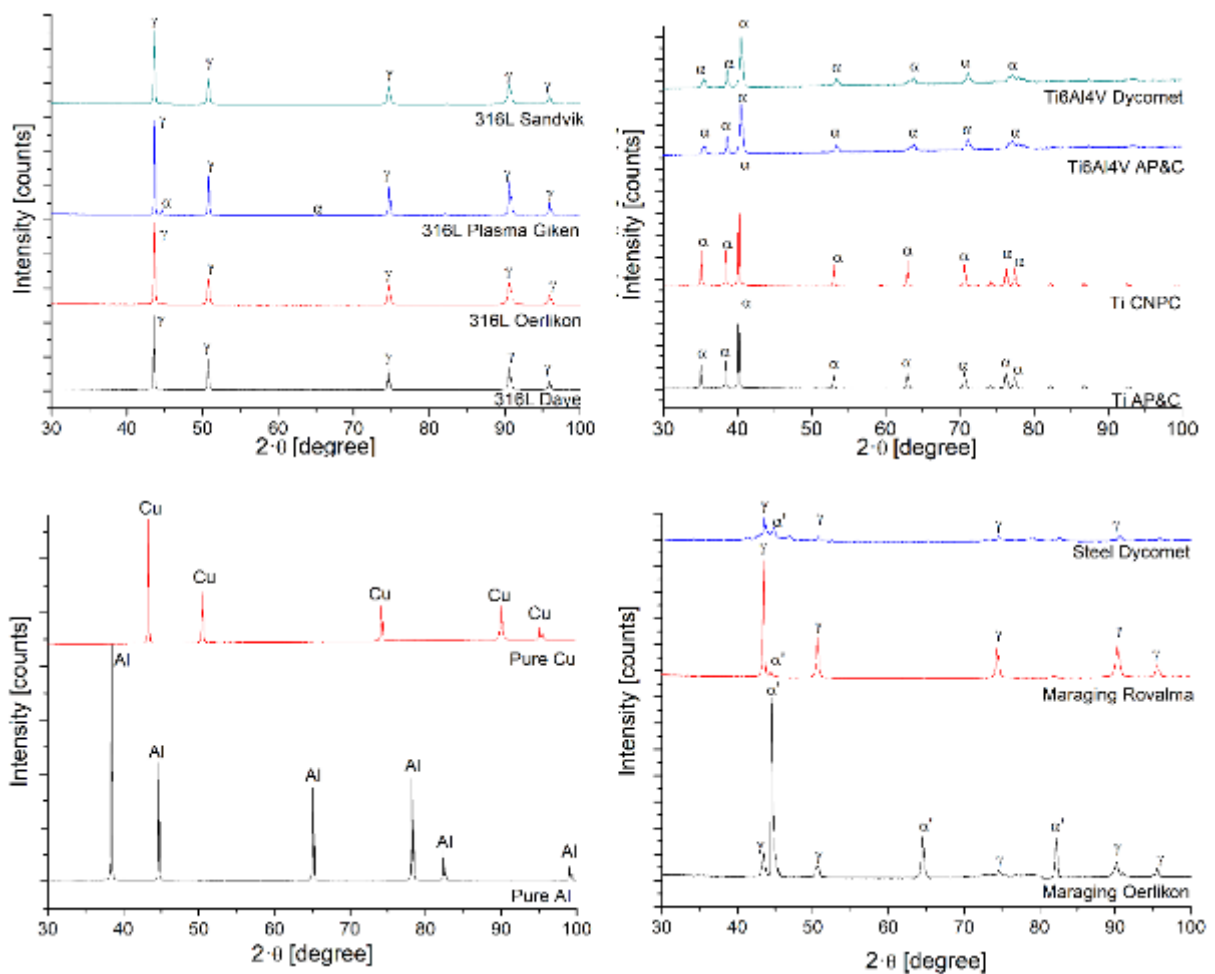 Intensity [counts]
γ
γ
γ
γ
γ
316L Sandvik
γ
α
γ
α
γ
γ
γ
316L Plasma Giken
γ
γ
γ
γ
γ
316L Oerlikon
γ
γ
γ
γ
γ
316L Daye
30 40 50 60 70 80 90 100
2·θ [degree]
Intensity [counts]
α
α
α
α
α
α
α
Ti6Al4V Dycomet
α
α
α
α
α
α
α
Ti6Al4V AP&C
α
α
α
α
α
α
α
α
Ti CNPC
α
α
α
α
α
α
α
α
Ti AP&C
30 40 50 60 70 80 90 100
2·θ [degree]
Intensity [counts]
Cu
Cu
Cu
Cu
Cu
Pure Cu
Al
Al
Al
Al
Al
Al
Pure Al
30 40 50 60 70 80 90 100
2·θ [degree]
Intensity [counts]
γ
α'
γ
γ
γ
Steel Dycomet
γ
α'
γ
γ
γ
γ
Maraging Rovalma
α'
γ
γ
α'
γ
α'
γ
γ
Maraging Oerlikon
30 40 50 60 70 80 90 100
2·θ [degree]